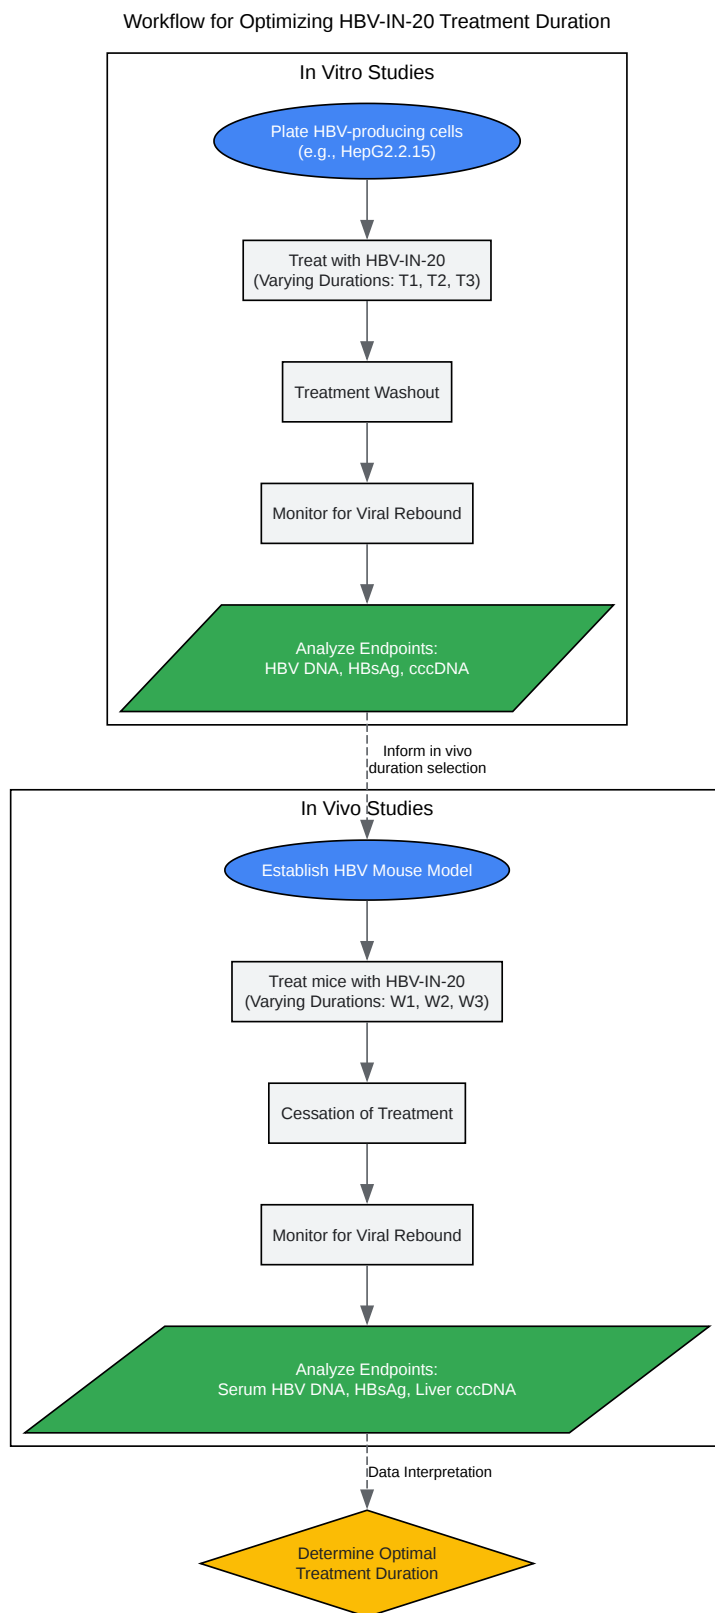 Workflow for Optimizing HBV-IN-20 Treatment Duration
In Vitro Studies
Plate HBV-producing cells
(e.g., HepG2.2.15)
Treat with HBV-IN-20
(Varying Durations: T1, T2, T3)
Treatment Washout
Monitor for Viral Rebound
Analyze Endpoints:
HBV DNA, HBsAg, cccDNA
Inform in vivo
duration selection
In Vivo Studies
Establish HBV Mouse Model
Treat mice with HBV-IN-20
(Varying Durations: W1, W2, W3)
Cessation of Treatment
Monitor for Viral Rebound
Analyze Endpoints:
Serum HBV DNA, HBsAg, Liver cccDNA
Data Interpretation
Determine Optimal
Treatment Duration